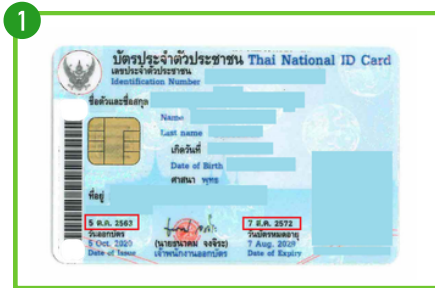 1
บัตรประจำตัวประชาชน Thai National ID Card
เลขประจำตัวประชาชน
Identification Number
ชื่อตัวและชื่อสกุล
Name
Last name
เกิดวันที่
Date of Birth
ศาสนา พุทธ
ที่อยู่
5 ต.ค. 2563
วันออกบัตร
5 Oct. 2020
Date of Issue
(นายธนาคม จงจิระ)
เจ้าพนักงานออกบัตร
7 ส.ค. 2572
วันบัตรหมดอายุ
7 Aug. 2029
Date of Expiry